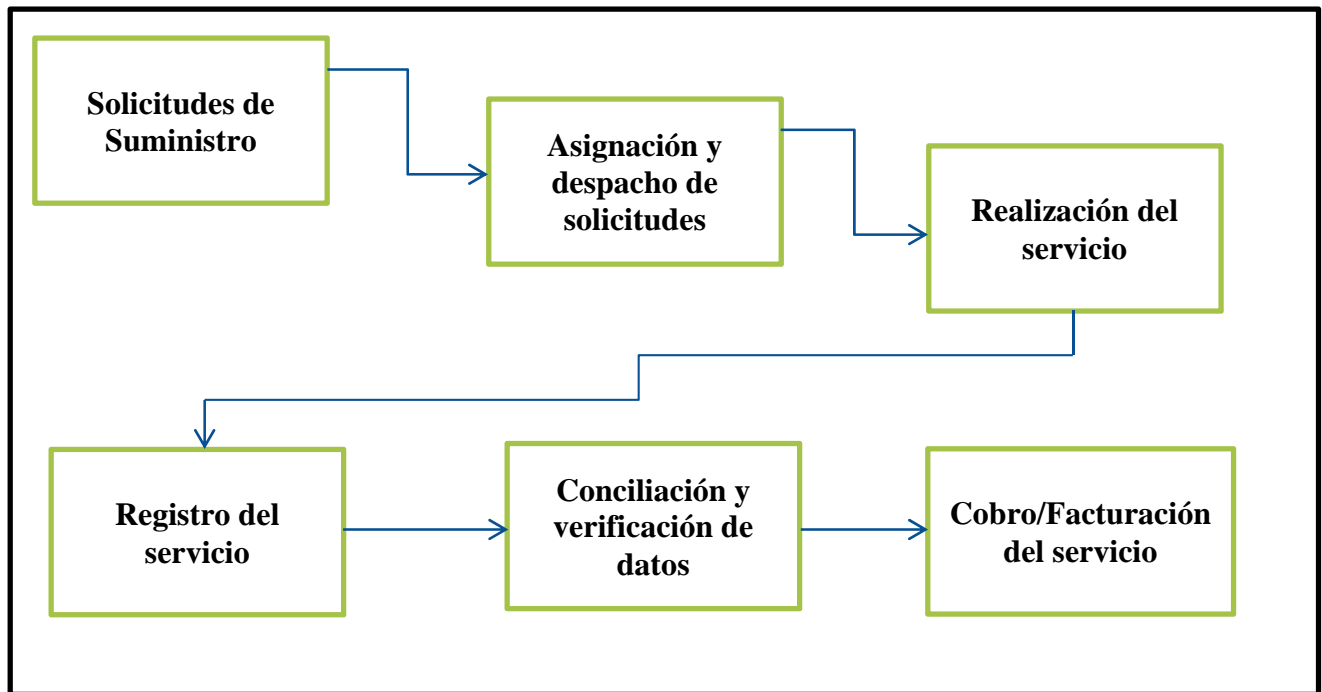 Solicitudes de
Suministro
Asignación y
despacho de
solicitudes
Realización del
servicio
Registro del
servicio
Conciliación y
verificación de
datos
Cobro/Facturación
del servicio